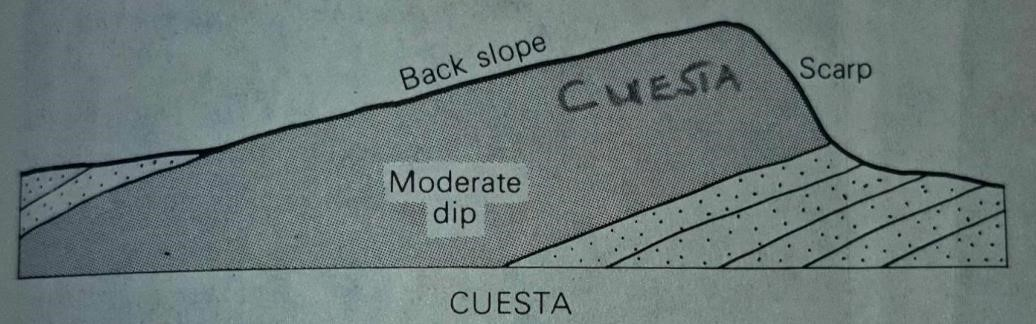 Back slope
CUESTA
Scarp
Moderate
dip
CUESTA